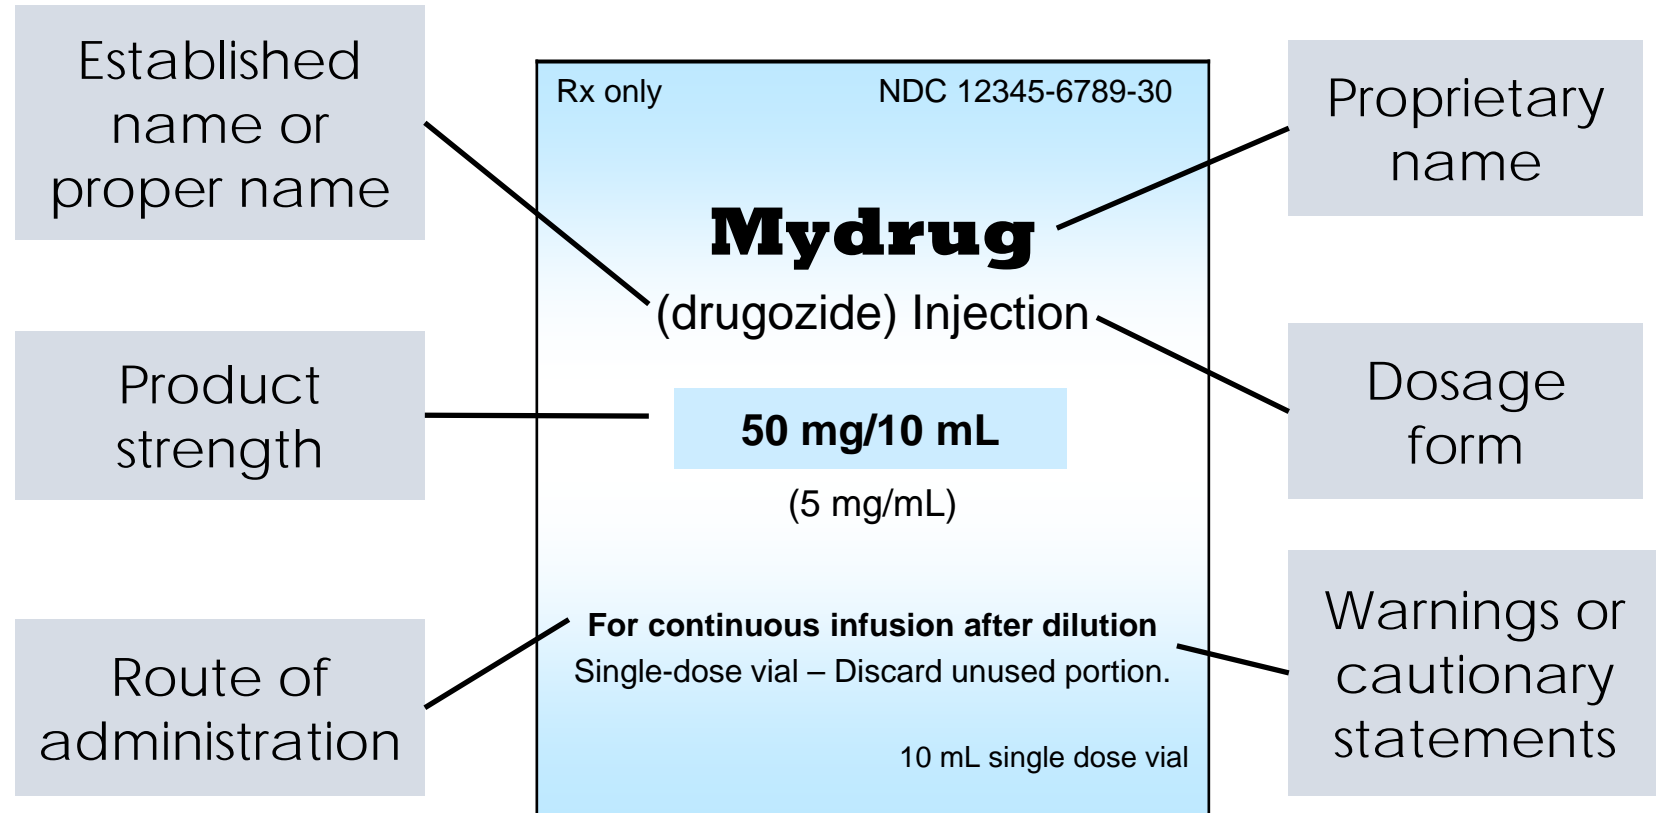 Established
name or
proper name
Product
strength
Route of
administration
Rx only NDC 12345-6789-30
Mydrug
(drugozide) Injection
50 mg/10 mL
(5 mg/mL)
For continuous infusion after dilution
Single-dose vial – Discard unused portion.
10 mL single dose vial
Proprietary
name
Dosage
form
Warnings or
cautionary
statements